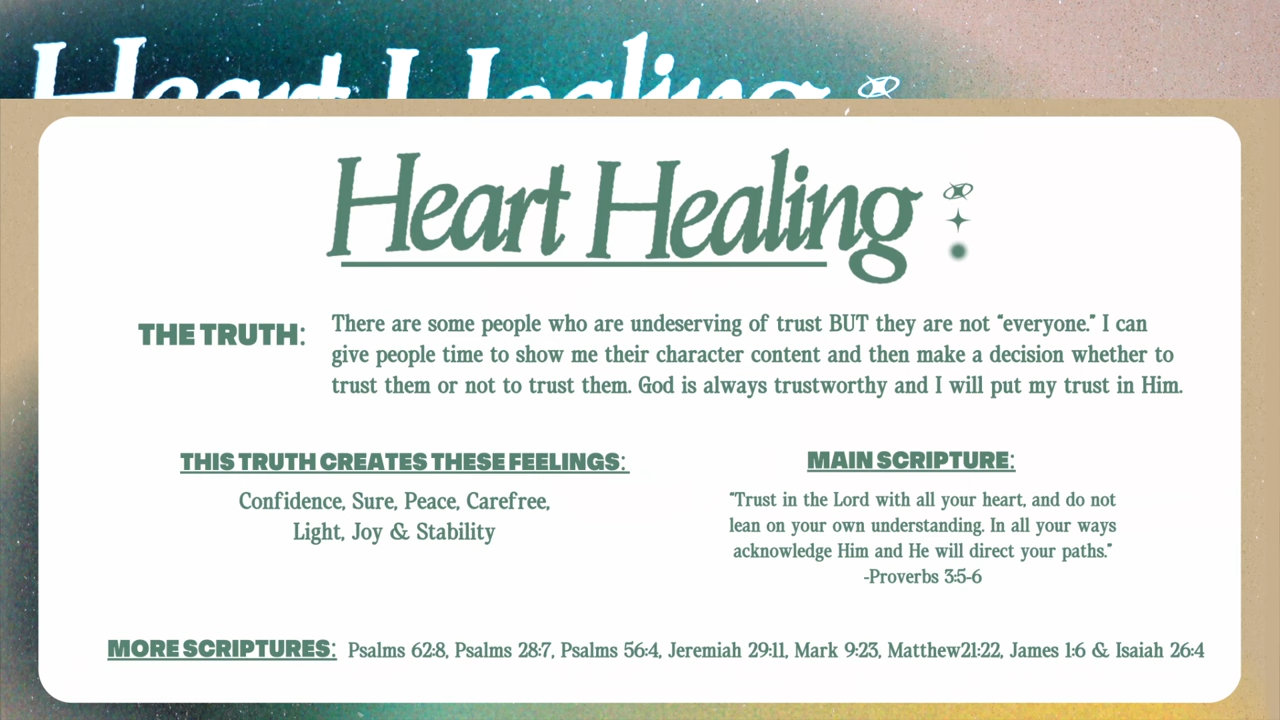 Heart Healing
Heart Healing
THE TRUTH:
There are some people who are undeserving of trust BUT they are not “everyone.” I can
give people time to show me their character content and then make a decision whether to
trust them or not to trust them. God is always trustworthy and I will put my trust in Him.
THIS TRUTH CREATES THESE FEELINGS:
Confidence, Sure, Peace, Carefree,
Light, Joy & Stability
MAIN SCRIPTURE:
“Trust in the Lord with all your heart, and do not
lean on your own understanding. In all your ways
acknowledge Him and He will direct your paths.”
-Proverbs 3:5-6
MORE SCRIPTURES: Psalms 62:8, Psalms 28:7, Psalms 56:4, Jeremiah 29:11, Mark 9:23, Matthew21:22, James 1:6 & Isaiah 26:4